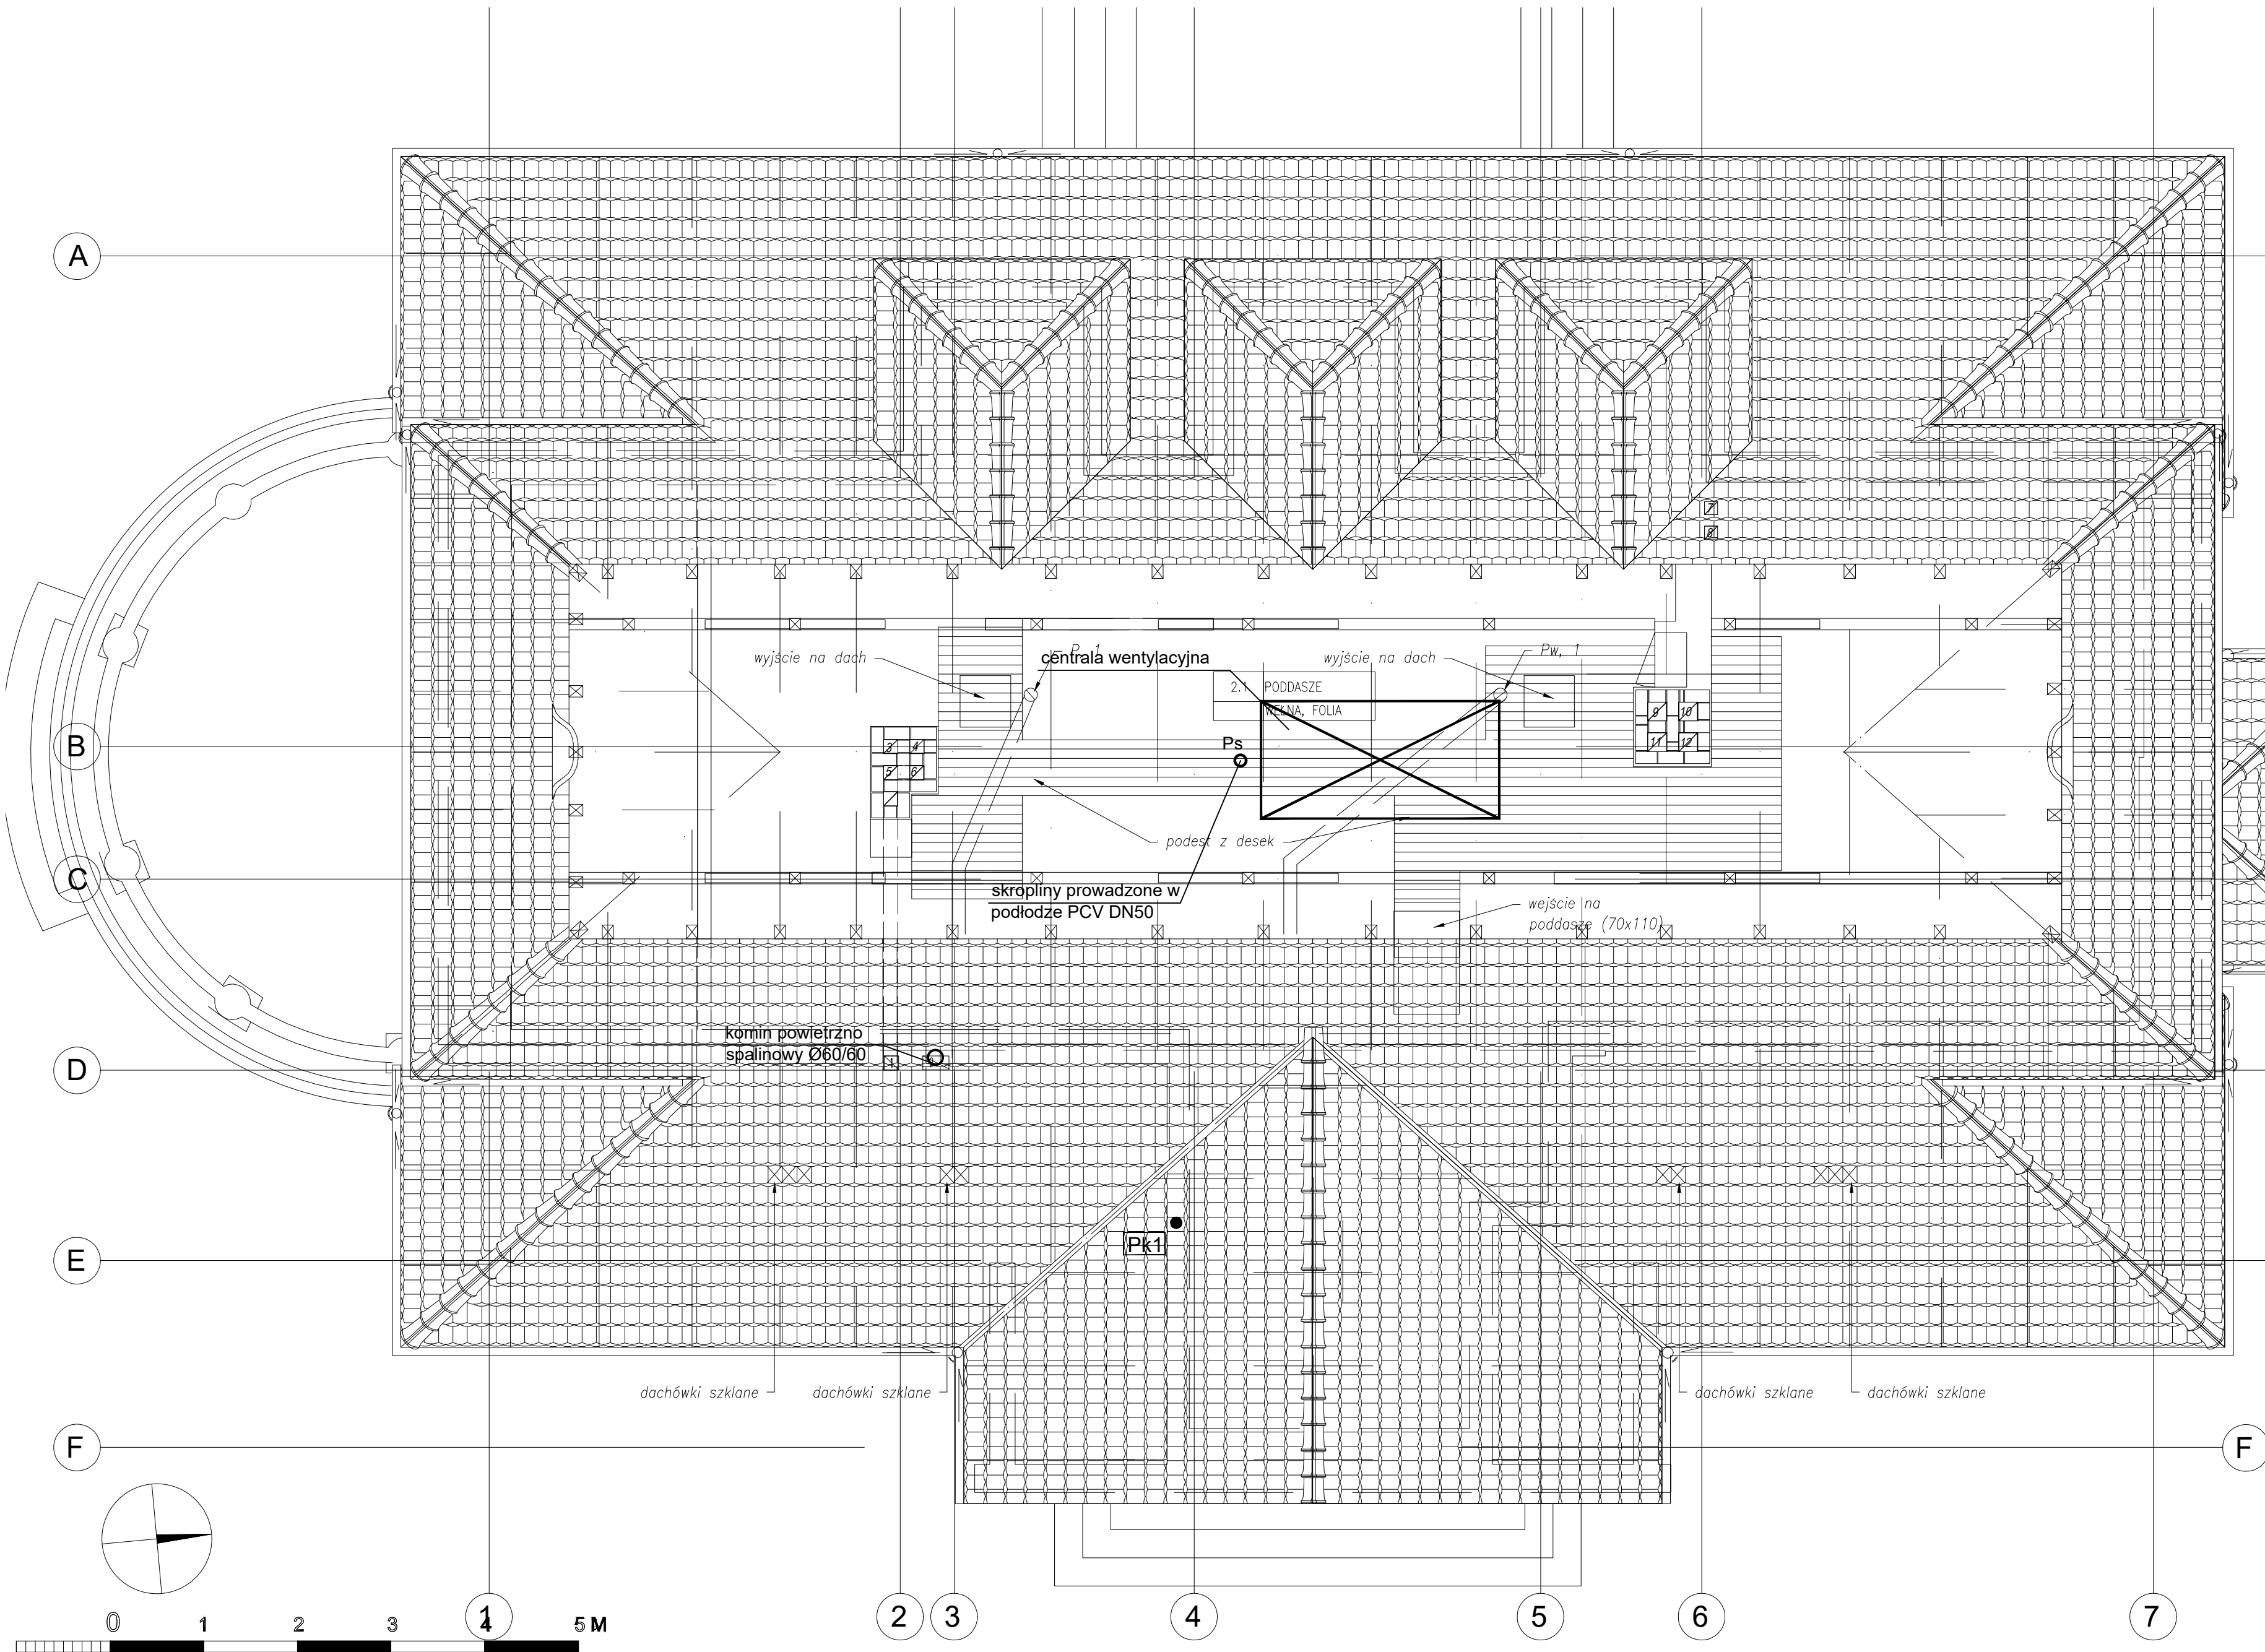 A
7
8
wyjście na dach
P
1
centrala wentylacyjna
wyjście na dach
Pw, 1
2.1 PODDASZE
WEŁNA, FOLIA
9 10
11 12
B
3 4
5 6
Ps
podest z desek
C
skropliny prowadzone w
podłodze PCV DN50
wejście na
poddasze (70x110)
komin powietrzno
spalinowy Ø60/60
1
D
Pk1
E
dachówki szklane
dachówki szklane
dachówki szklane
dachówki szklane
F
F
1
2
3
4
5
6
7
0 1 2 3 4 5 M